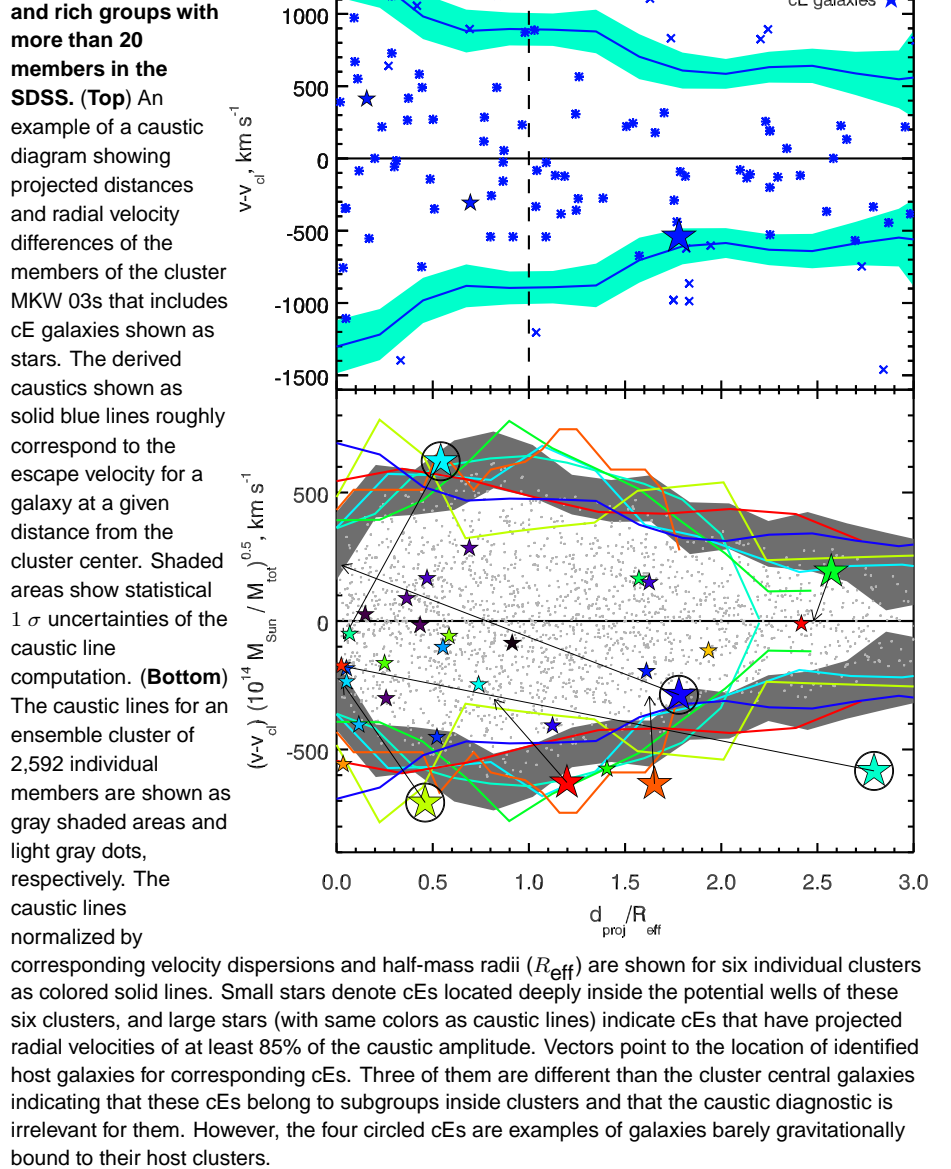 and rich groups with
more than 20
members in the
SDSS. (Top) An
example of a caustic
diagram showing
projected distances
and radial velocity
differences of the
members of the cluster
MKW 03s that includes
cE galaxies shown as
stars. The derived
caustics shown as
solid blue lines roughly
correspond to the
escape velocity for a
galaxy at a given
distance from the
cluster center. Shaded
areas show statistical
1 σ uncertainties of the
caustic line
computation. (Bottom)
The caustic lines for an
ensemble cluster of
2,592 individual
members are shown as
gray shaded areas and
light gray dots,
respectively. The
caustic lines
normalized by
corresponding velocity dispersions and half-mass radii (Reff) are shown for six individual clusters
as colored solid lines. Small stars denote cEs located deeply inside the potential wells of these
six clusters, and large stars (with same colors as caustic lines) indicate cEs that have projected
radial velocities of at least 85% of the caustic amplitude. Vectors point to the location of identified
host galaxies for corresponding cEs. Three of them are different than the cluster central galaxies
indicating that these cEs belong to subgroups inside clusters and that the caustic diagnostic is
irrelevant for them. However, the four circled cEs are examples of galaxies barely gravitationally
bound to their host clusters.
cE galaxies
v-vcl, km s-1
1000
500
0
-500
-1000
-1500
(v-vcl) (10^14 MSun / Mtot)^0.5, km s-1
500
0
-500
0.0 0.5 1.0 1.5 2.0 2.5 3.0
dproj/Reff